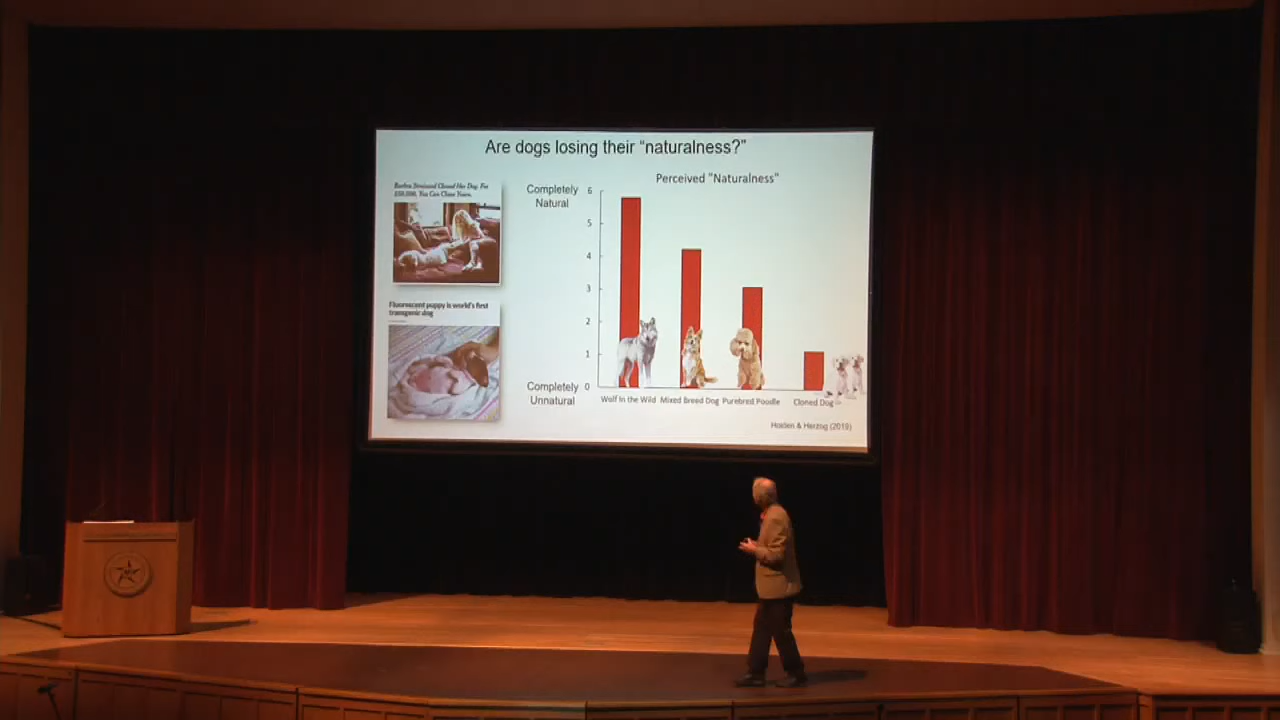 Are dogs losing their “naturalness?”
Barbra Streisand Cloned Her Dog. For
$50,000, You Can Clone Yours.
Fluorescent puppy is world's first
transgenic dog
Perceived "Naturalness"
Completely
Natural
6
5
4
3
2
1
0
Completely
Unnatural
Wolf in the Wild Mixed Breed Dog Purebred Poodle Cloned Dog
Holden & Herzog (2019)